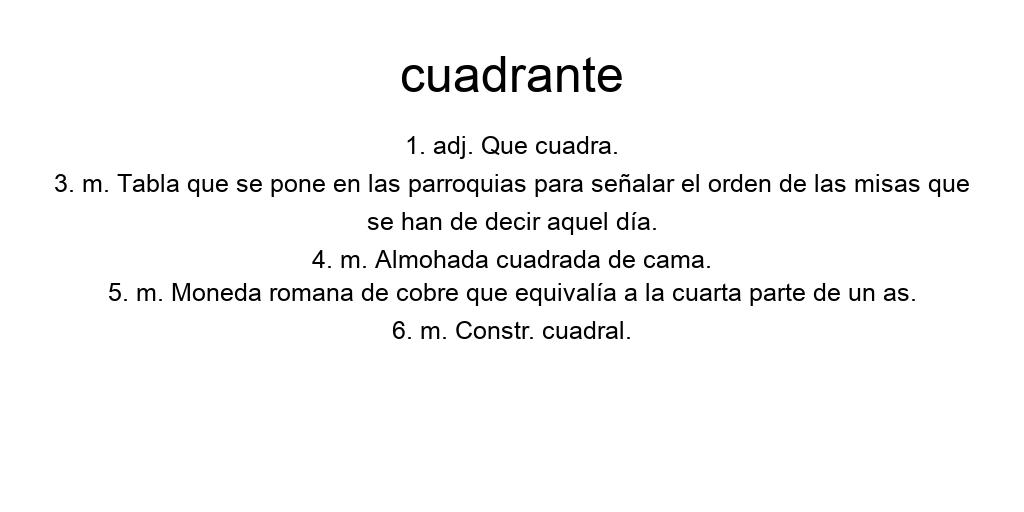 cuadrante
1. adj. Que cuadra.
3. m. Tabla que se pone en las parroquias para señalar el orden de las misas que
se han de decir aquel día.
4. m. Almohada cuadrada de cama.
5. m. Moneda romana de cobre que equivalía a la cuarta parte de un as.
6. m. Constr. cuadral.